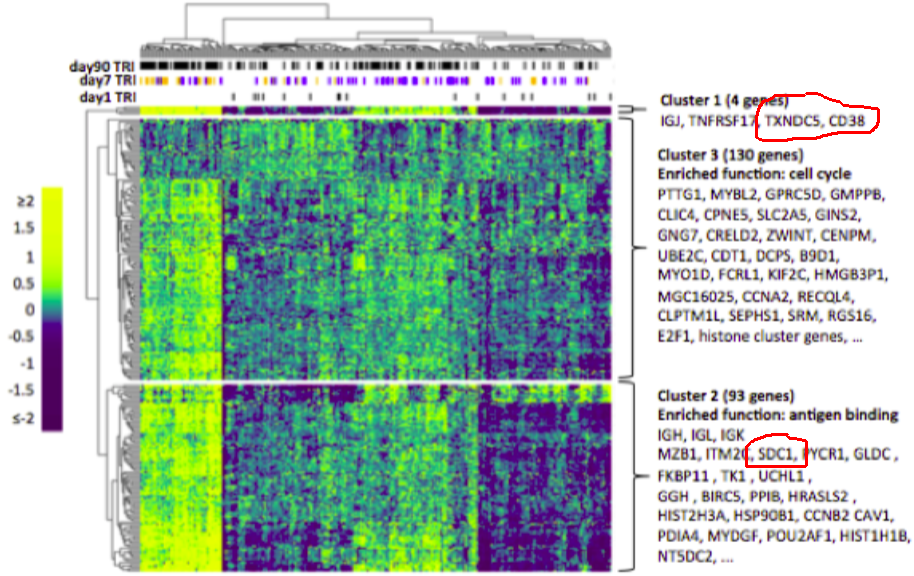 day90 TRI
day7 TRI
day1 TRI
≥2
1.5
1
0.5
0
-0.5
-1
-1.5
≤-2
Cluster 1 (4 genes)
IGJ, TNFRSF17, TXNDC5, CD38
Cluster 3 (130 genes)
Enriched function: cell cycle
PTTG1, MYBL2, GPRC5D, GMPPB,
CLIC4, CPNE5, SLC2A5, GINS2,
GNG7, CRELD2, ZWINT, CENPM,
UBE2C, CDT1, DCPS, B9D1,
MYO1D, FCRL1, KIF2C, HMGB3P1,
MGC16025, CCNA2, RECQL4,
CLPTM1L, SEPHS1, SRM, RGS16,
E2F1, histone cluster genes, ...
Cluster 2 (93 genes)
Enriched function: antigen binding
IGH, IGL, IGK
MZB1, ITM2C, SDC1, PYCR1, GLDC ,
FKBP11 , TK1 , UCHL1 ,
GGH , BIRC5, PPIB, HRASLS2 ,
HIST2H3A, HSP90B1, CCNB2 CAV1,
PDIA4, MYDGF, POU2AF1, HIST1H1B,
NT5DC2, ...